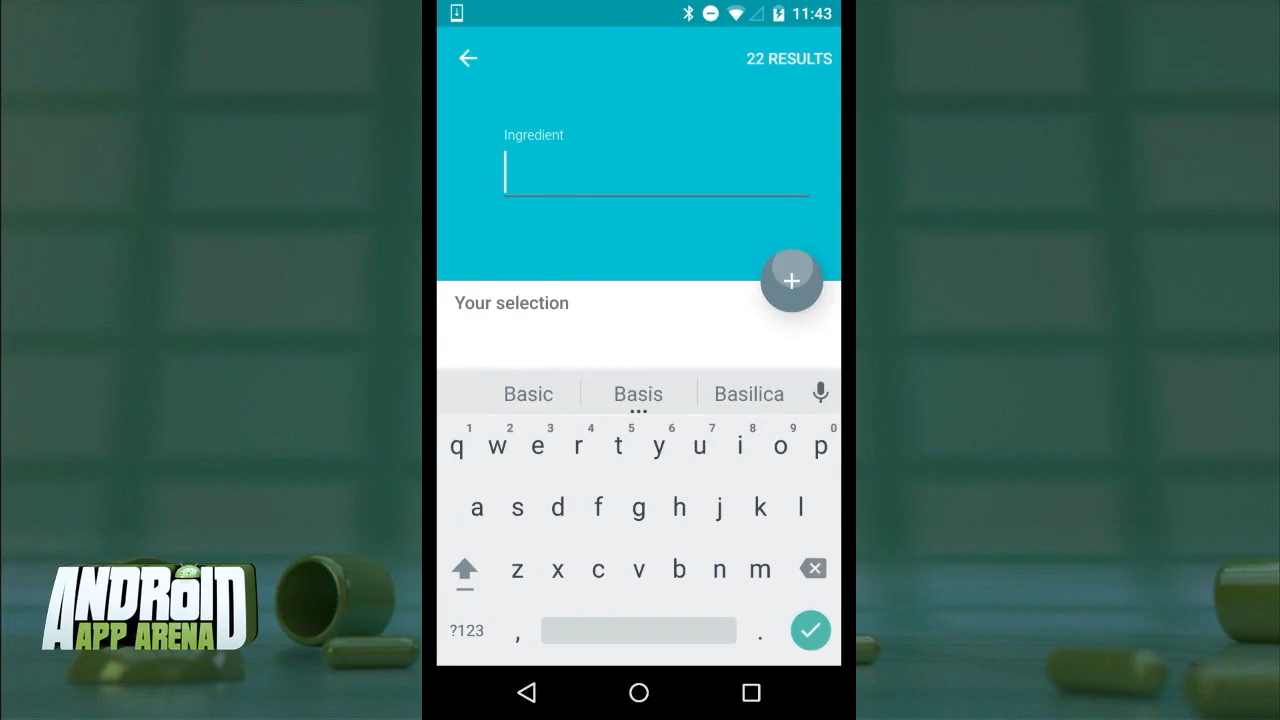 11:43
22 RESULTS
Ingredient
Your selection
Basic Basis Basilica
1 2 3 4 5 6 7 8 9 0
q w e r t y u i o p
a s d f g h j k l
z x c v b n m
?123 , .
ANDROID
APP ARENA